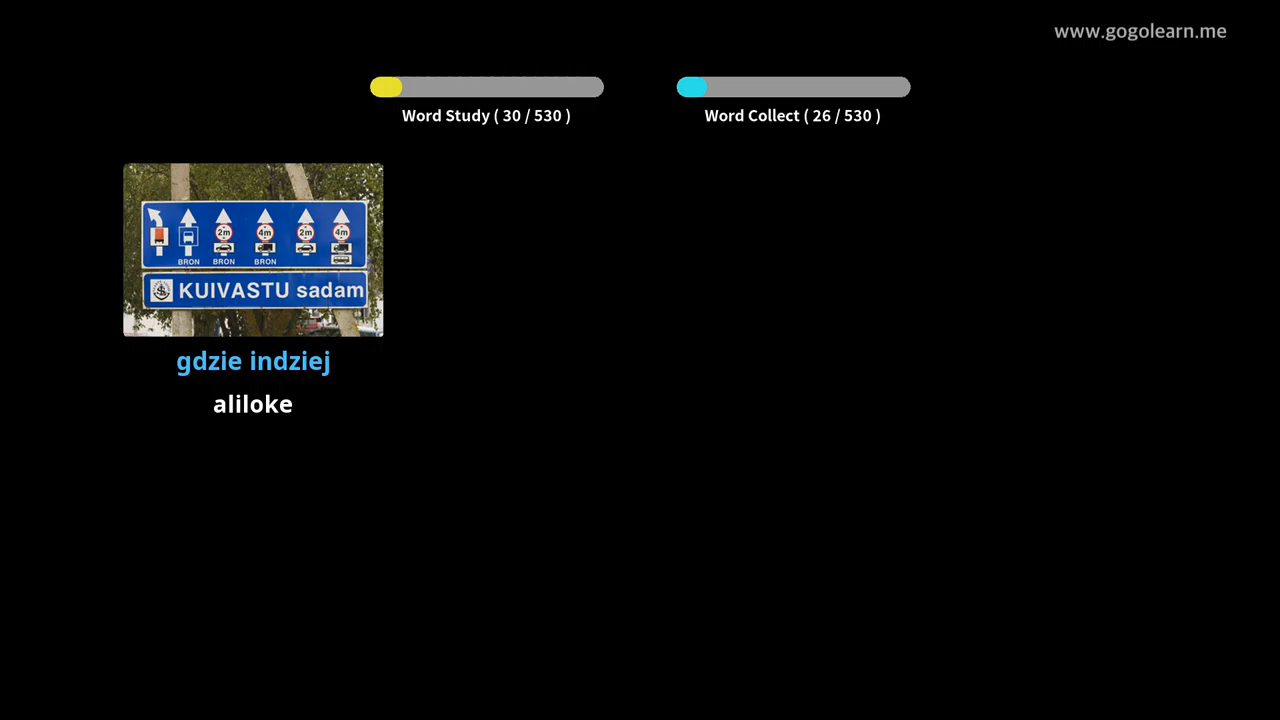 www.gogolearn.me
Word Study ( 30 / 530 )
Word Collect ( 26 / 530 )
2m 4m 2m 4m
BRON BRON BRON
KUIVASTU sadam
gdzie indziej
aliloke